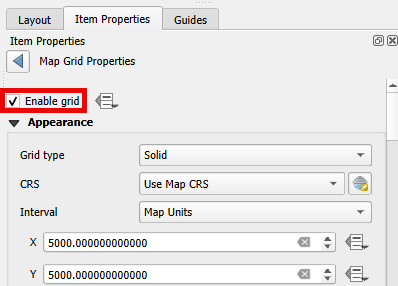 Layout Item Properties Guides
Item Properties
Map Grid Properties
Enable grid
Appearance
Grid type Solid
CRS Use Map CRS
Interval Map Units
X 5000.000000000000
Y 5000.000000000000